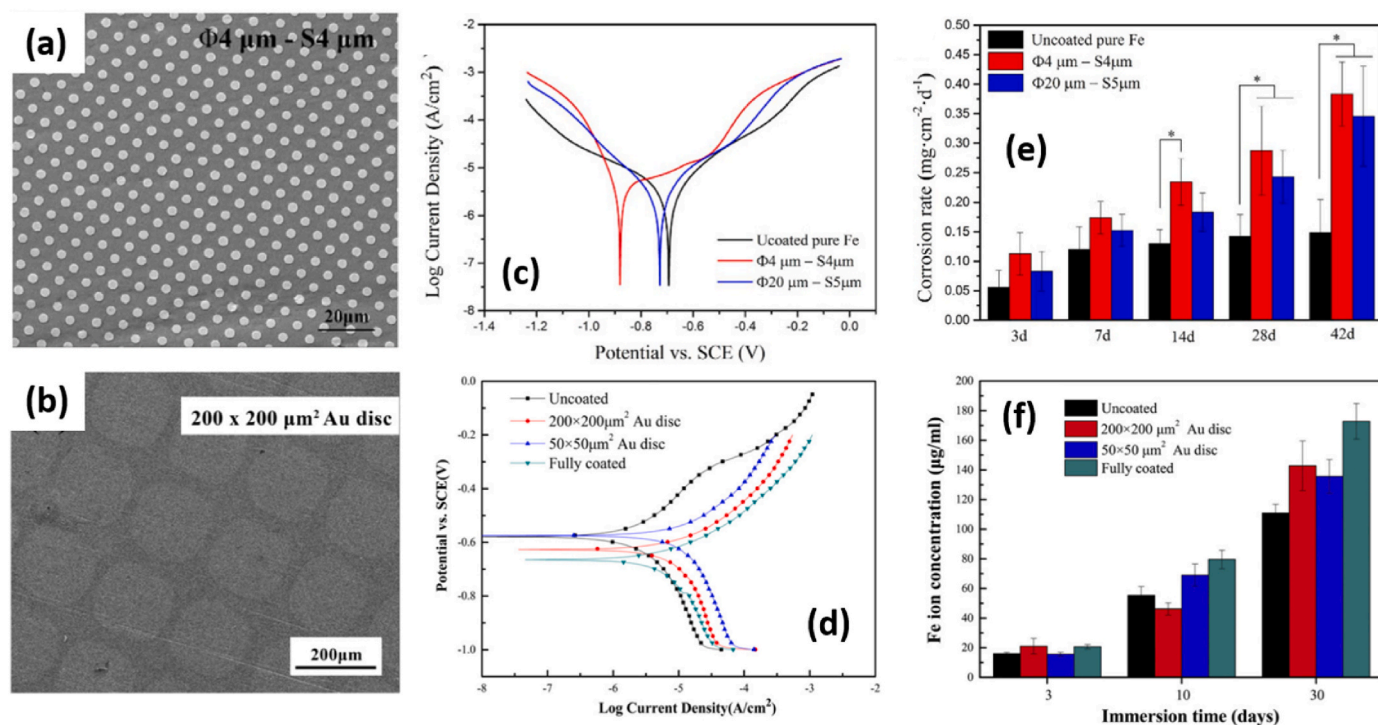 (a)
Φ4 μm - S4 μm
20μm
(b)
200 x 200 μm² Au disc
200μm
Log Current Density (A/cm²)
-2
-3
-4
-5
-6
-7
-8
-1.4 -1.2 -1.0 -0.8 -0.6 -0.4 -0.2 0.0
Potential vs. SCE (V)
Ucoated pure Fe
Φ4 μm – S4μm
Φ20 μm – S5μm
(c)
Potential vs. SCE(V)
0.0
-0.2
-0.4
-0.6
-0.8
-1.0
-8 -7 -6 -5 -4 -3 -2
Log Current Density(A/cm²)
Uncoated
200×200μm² Au disc
50×50μm² Au disc
Fully coated
(d)
Corrosion rate (mg·cm⁻²·d⁻¹)
0.50
0.45
0.40
0.35
0.30
0.25
0.20
0.15
0.10
0.05
0.00
Uncoated pure Fe
Φ4 μm – S4μm
Φ20 μm – S5μm
(e)
*
*
*
3d 7d 14d 28d 42d
Fe ion concentration (μg/ml)
200
180
160
140
120
100
80
60
40
20
0
(f)
Uncoated
200×200 μm² Au disc
50×50 μm² Au disc
Fully coated
3 10 30
Immersion time (days)